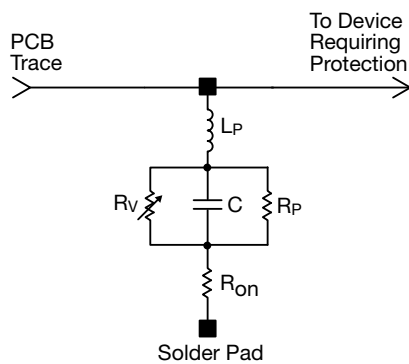 PCB
Trace
To Device
Requiring
Protection
LP
RV
C
RP
Ron
Solder Pad